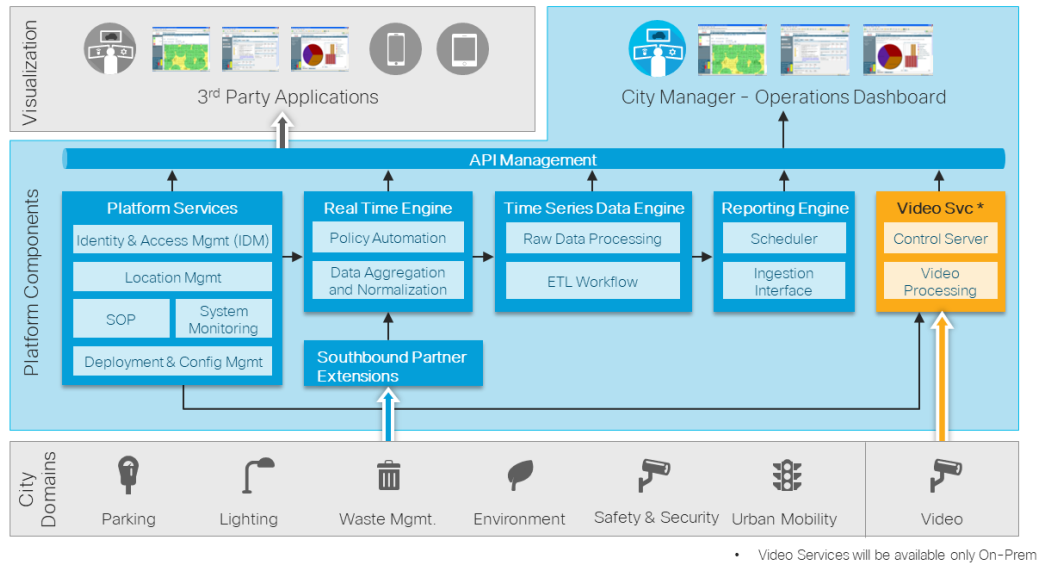 Visualization
3rd Party Applications
City Manager – Operations Dashboard
Platform Components
API Management
Platform Services
Identity & Access Mgmt (IDM)
Location Mgmt
SOP
System
Monitoring
Deployment & Config Mgmt
Real Time Engine
Policy Automation
Data Aggregation
and Normalization
Southbound Partner
Extensions
Time Series Data Engine
Raw Data Processing
ETL Workflow
Reporting Engine
Scheduler
Ingestion
Interface
Video Svc *
Control Server
Video
Processing
City
Domains
Parking
Lighting
Waste Mgmt.
Environment
Safety & Security
Urban Mobility
Video
• Video Services will be available only On-Prem